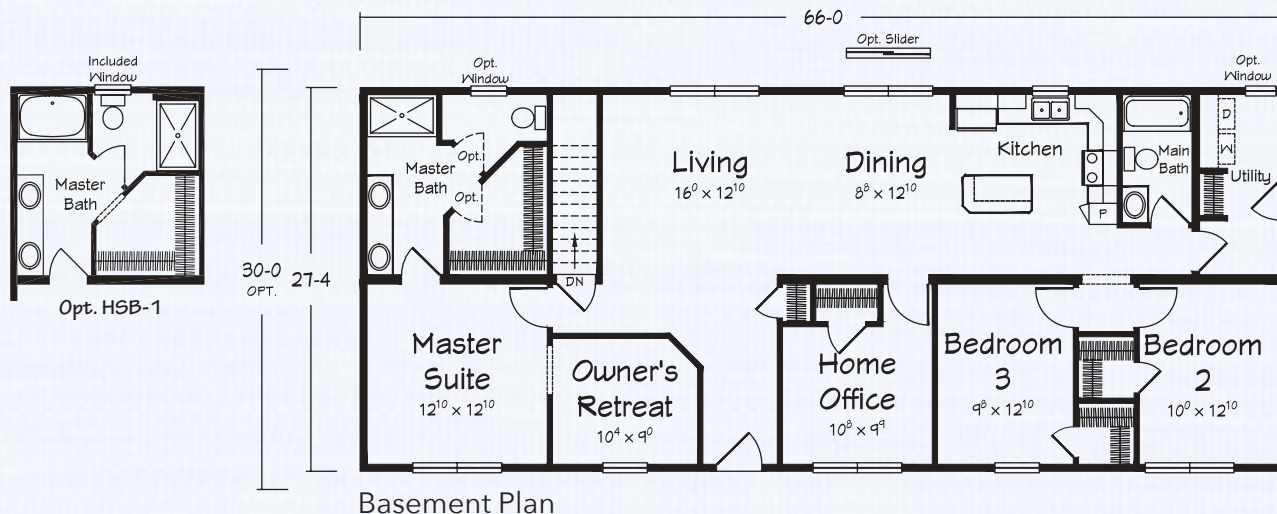 66-0
Opt. Slider
Included
Window
Opt.
Window
Opt.
Window
Master
Bath
Opt. HSB-1
30-0
OPT.
27-4
Master
Bath
Opt.
Opt.
DN
Living
16⁰ x 12¹⁰
Dining
8⁸ x 12¹⁰
Kitchen
P
Main
Bath
D
W
Utility
Master
Suite
12¹⁰ x 12¹⁰
Owner's
Retreat
10⁴ x 9⁰
Home
Office
10⁸ x 9⁹
Bedroom
3
9⁸ x 12¹⁰
Bedroom
2
10⁰ x 12¹⁰
Basement Plan